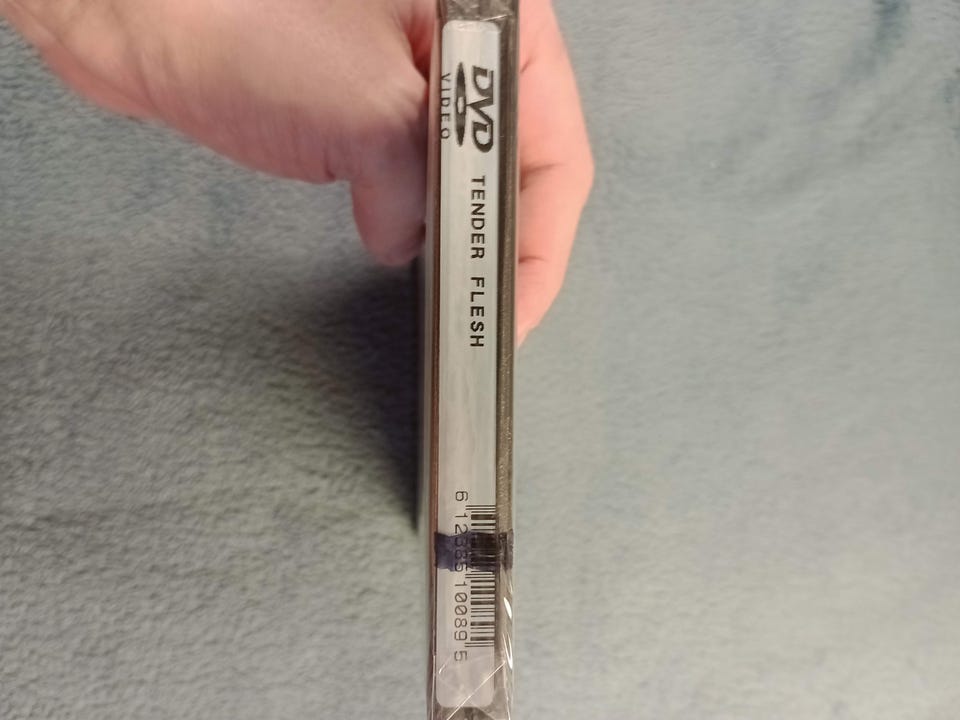 DVD
VIDEO
TENDER FLESH
6 12385 10089 5